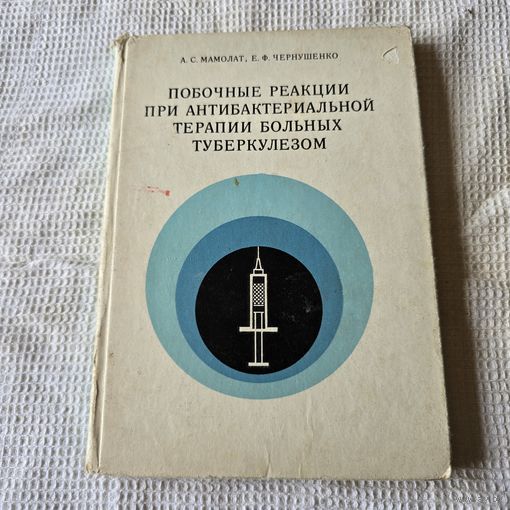 А. С. МАМОЛАТ, Е. Ф. ЧЕРНУШЕНКО
ПОБОЧНЫЕ РЕАКЦИИ
ПРИ АНТИБАКТЕРИАЛЬНОЙ
ТЕРАПИИ БОЛЬНЫХ
ТУБЕРКУЛЕЗОМ